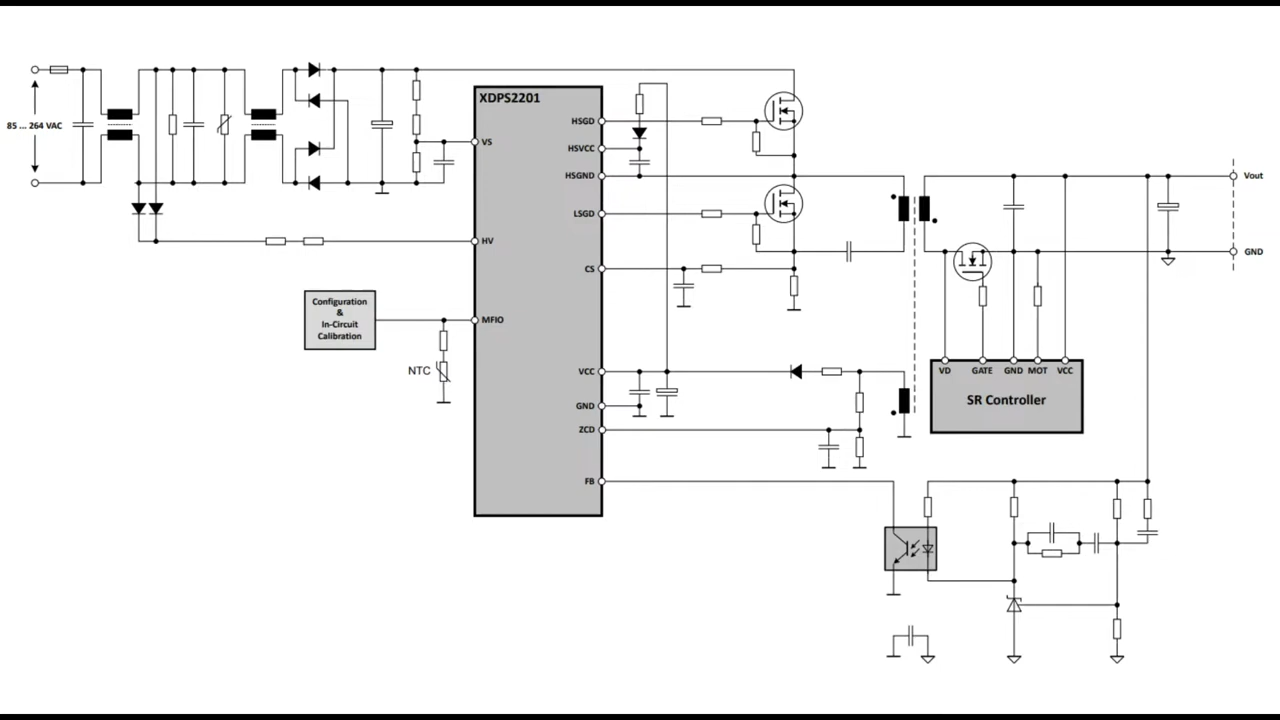 XDPS2201
85 ... 264 VAC
HSGD
VS
HSVCC
HSGND
Vout
LSGD
HV
GND
CS
Configuration
&
In-Circuit
Calibration
MFIO
NTC
VCC
VD GATE GND MOT VCC
SR Controller
GND
ZCD
FB